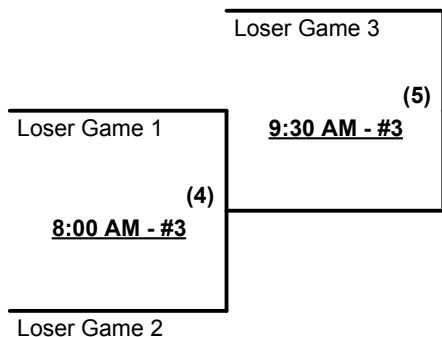 Loser Game 3
(5)
9:30 AM - #3
Loser Game 1
(4)
8:00 AM - #3
Loser Game 2